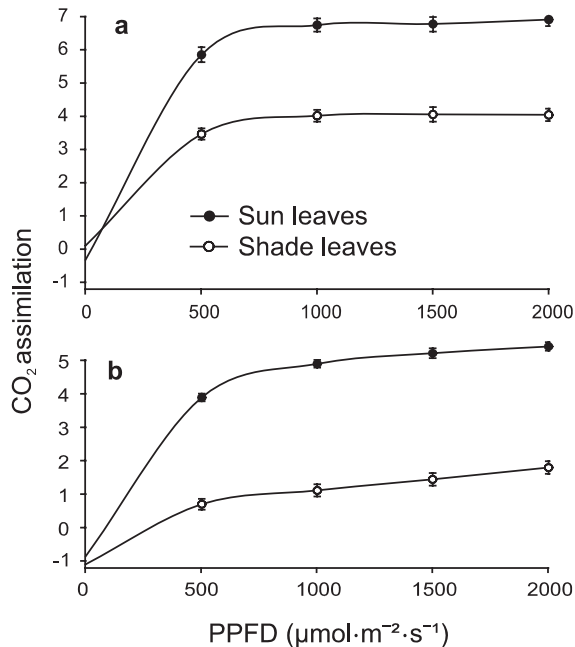 a
7
6
5
4
3
2
1
0
-1
0 500 1000 1500 2000
Sun leaves
Shade leaves
CO₂ assimilation
b
5
4
3
2
1
0
-1
0 500 1000 1500 2000
PPFD (μmol·m⁻²·s⁻¹)